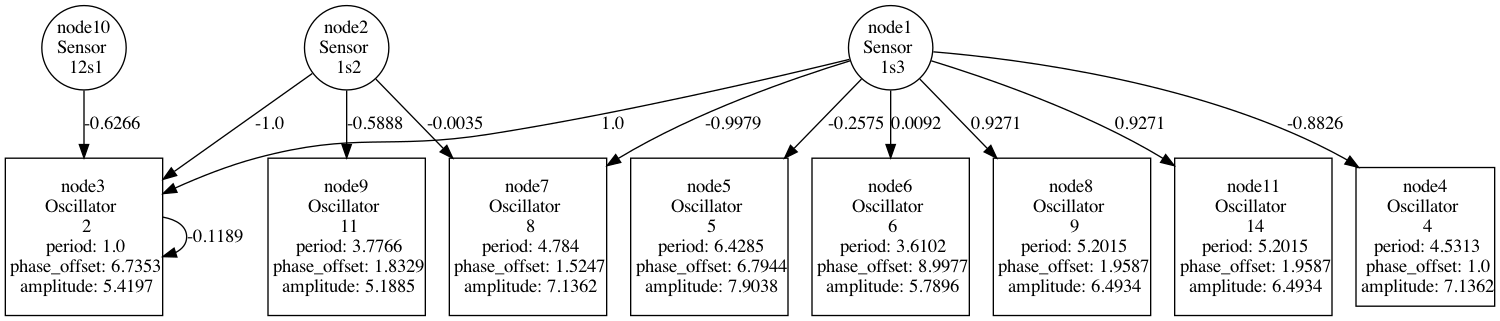 node10
Sensor
12s1
node2
Sensor
1s2
node1
Sensor
1s3
-0.6266
-1.0
-0.5888
-0.0035
1.0
-0.9979
-0.2575
0.0092
0.9271
0.9271
-0.8826
node3
Oscillator
2
period: 1.0
phase_offset: 6.7353
amplitude: 5.4197
-0.1189
node9
Oscillator
11
period: 3.7766
phase_offset: 1.8329
amplitude: 5.1885
node7
Oscillator
8
period: 4.784
phase_offset: 1.5247
amplitude: 7.1362
node5
Oscillator
5
period: 6.4285
phase_offset: 6.7944
amplitude: 7.9038
node6
Oscillator
6
period: 3.6102
phase_offset: 8.9977
amplitude: 5.7896
node8
Oscillator
9
period: 5.2015
phase_offset: 1.9587
amplitude: 6.4934
node11
Oscillator
14
period: 5.2015
phase_offset: 1.9587
amplitude: 6.4934
node4
Oscillator
4
period: 4.5313
phase_offset: 1.0
amplitude: 7.1362